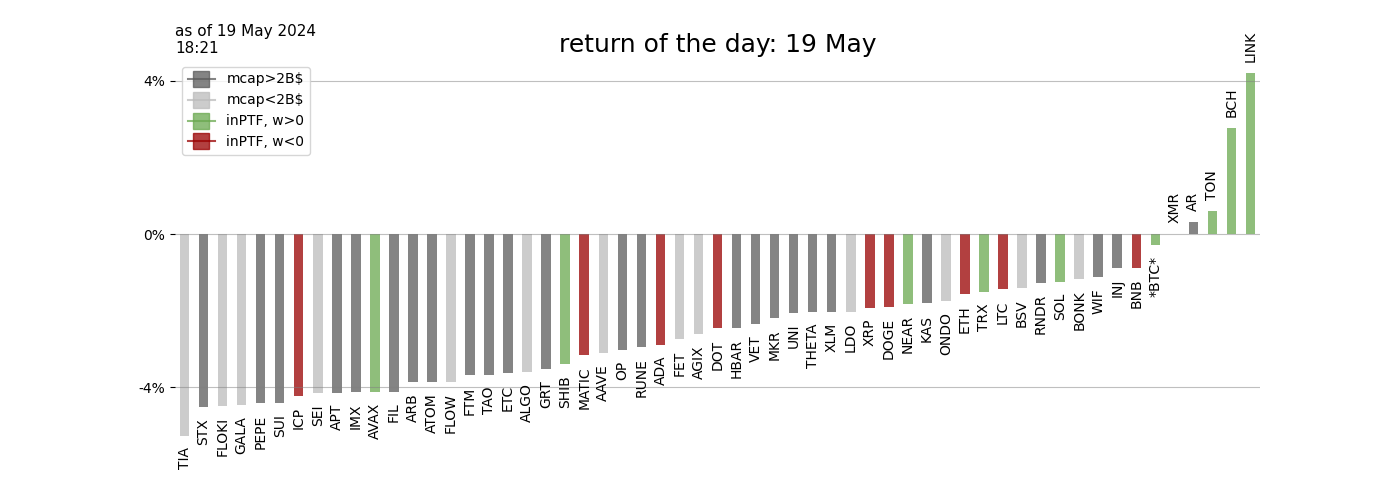 as of 19 May 2024
18:21
return of the day: 19 May
mcap>2B$
mcap<2B$
inPTF, w>0
inPTF, w<0
4%
0%
-4%
TIA
STX
FLOKI
GALA
PEPE
SUI
ICP
SEI
APT
IMX
AVAX
FIL
ARB
ATOM
FLOW
FTM
TAO
ETC
ALGO
GRT
SHIB
MATIC
AAVE
OP
RUNE
ADA
FET
AGIX
DOT
HBAR
VET
MKR
UNI
THETA
XLM
LDO
XRP
DOGE
NEAR
KAS
ONDO
ETH
TRX
LTC
BSV
RNDR
SOL
BONK
WIF
INJ
BNB
*BTC*
XMR
AR
TON
BCH
LINK